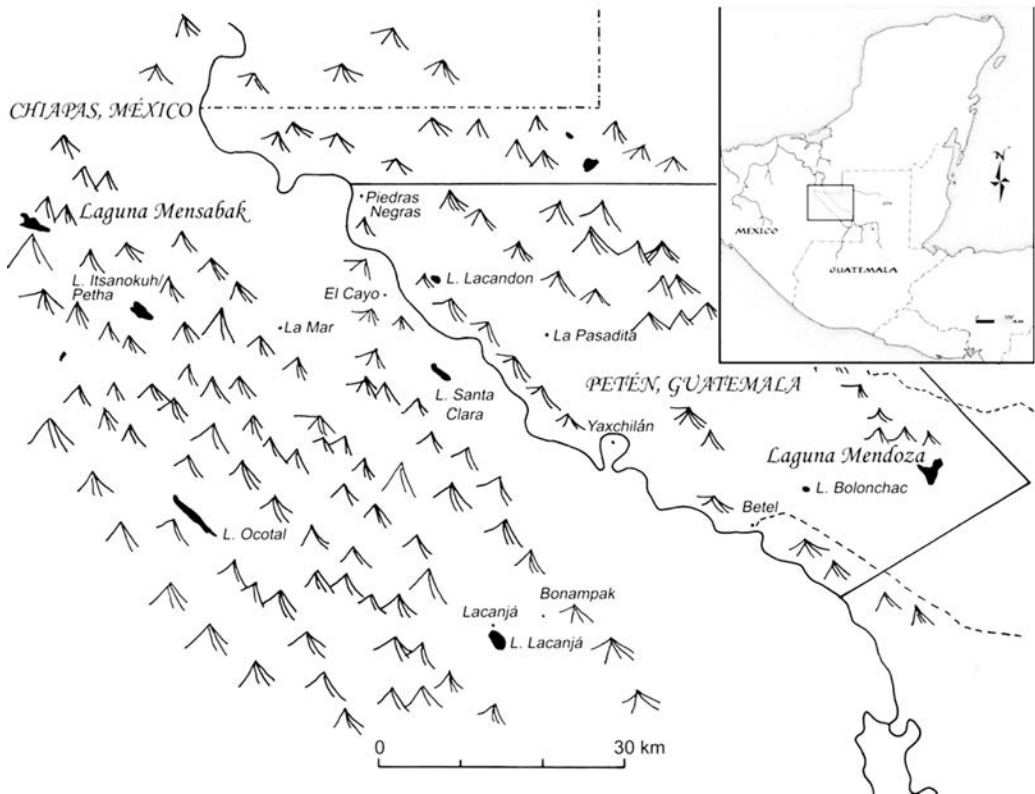 CHIAPAS, MÉXICO
Laguna Mensabak
Piedras
Negras
L. Itsanokuh/
Petha
El Cayo
L. Lacandon
La Mar
La Pasadita
L. Santa
Clara
PETÉN, GUATEMALA
Yaxchilán
Laguna Mendoza
L. Bolonchac
Betel
L. Ocotal
Bonampak
Lacanjá
L. Lacanjá
0 30 km
N
MEXICO
GUATEMALA
0